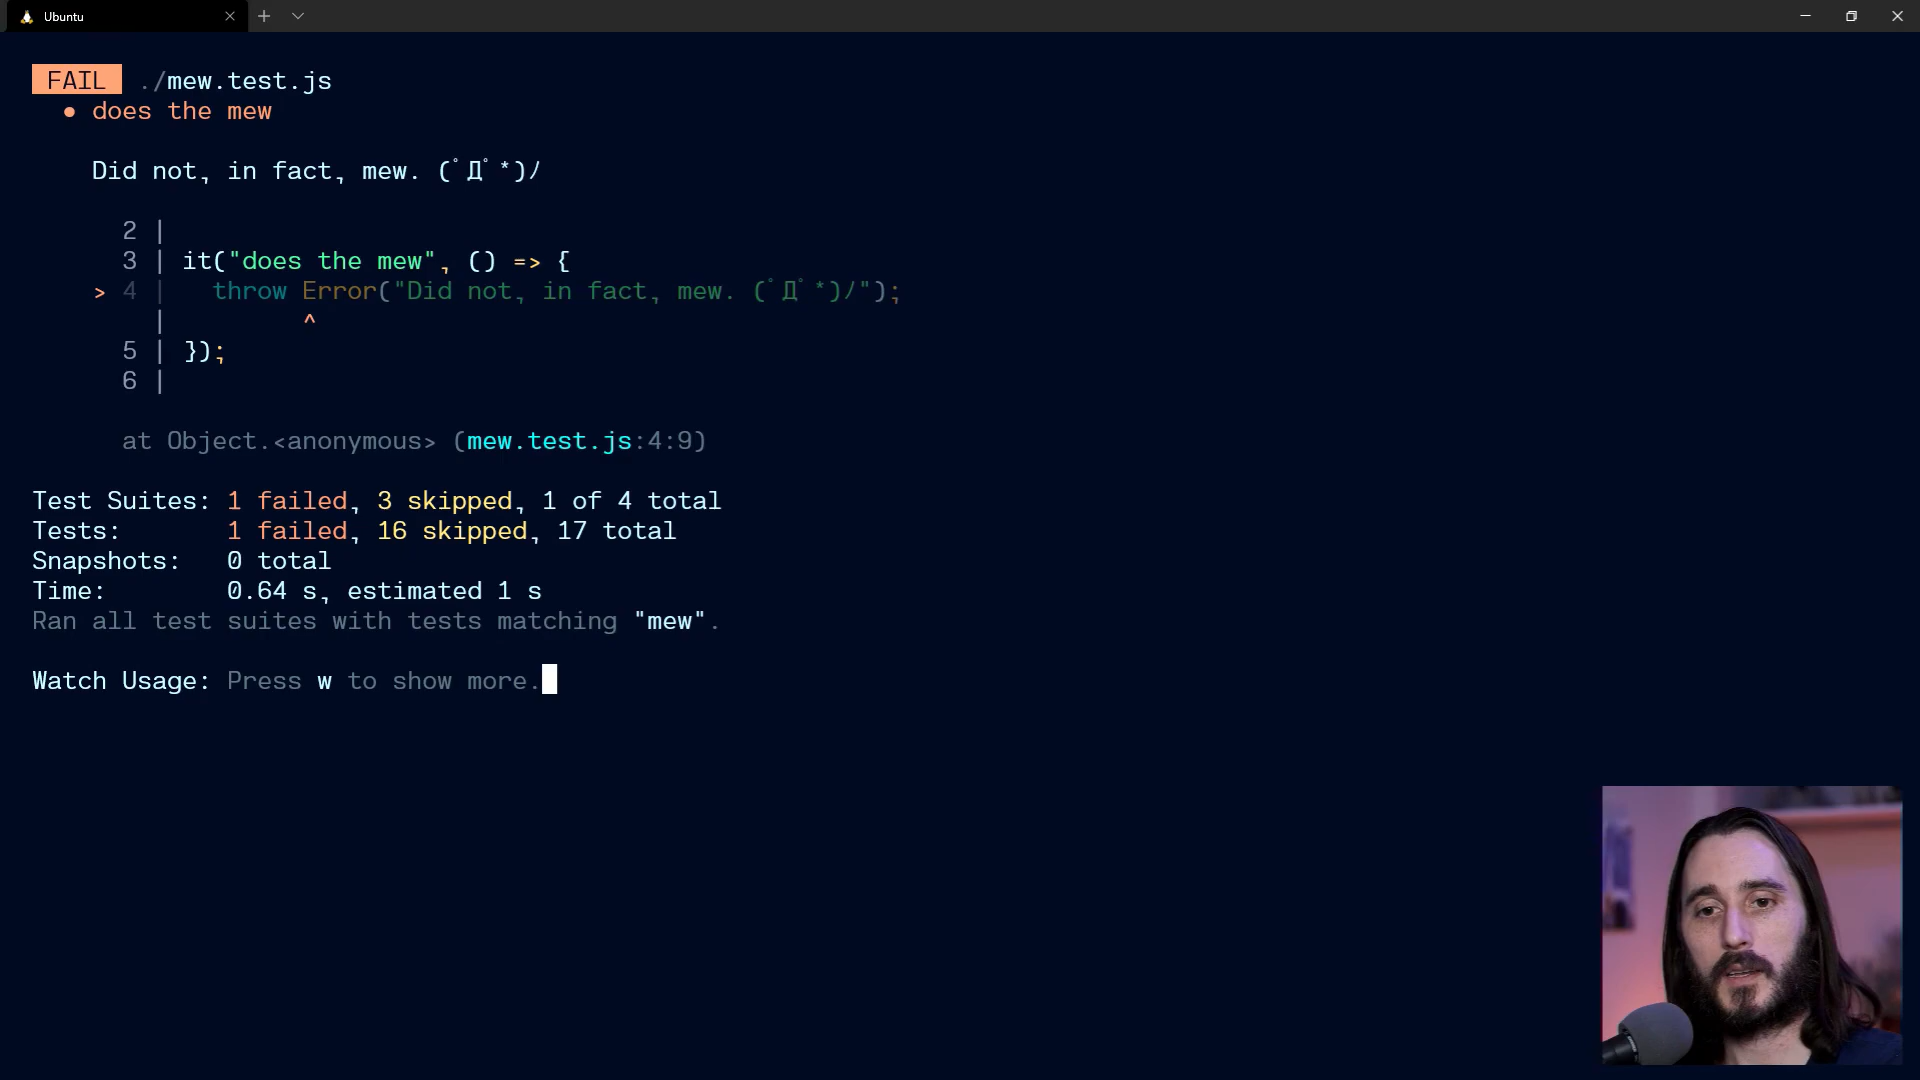 Ubuntu
FAIL ./mew.test.js
● does the mew
Did not, in fact, mew. (ﾟДﾟ*)ﾉ
2 |
3 | it("does the mew", () => {
> 4 | throw Error("Did not, in fact, mew. (ﾟДﾟ*)ﾉ");
| ^
5 | });
6 |
at Object.<anonymous> (mew.test.js:4:9)
Test Suites: 1 failed, 3 skipped, 1 of 4 total
Tests: 1 failed, 16 skipped, 17 total
Snapshots: 0 total
Time: 0.64 s, estimated 1 s
Ran all test suites with tests matching "mew".
Watch Usage: Press w to show more.